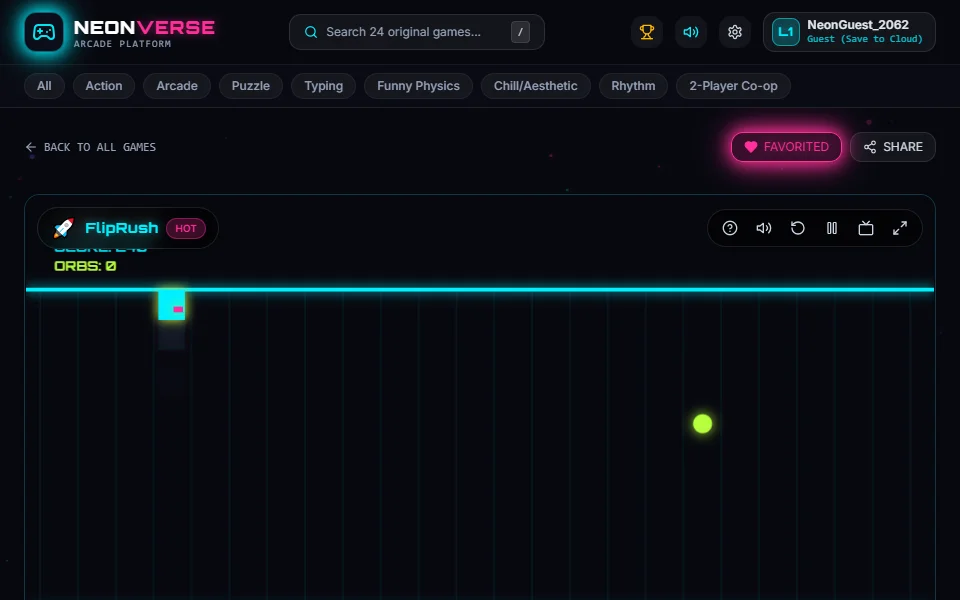 NEONVERSE
ARCADE PLATFORM
Search 24 original games...
/
L1
NeonGuest_2062
Guest (Save to Cloud)
All
Action
Arcade
Puzzle
Typing
Funny Physics
Chill/Aesthetic
Rhythm
2-Player Co-op
BACK TO ALL GAMES
FAVORITED
SHARE
FlipRush
HOT
ORBS: 0